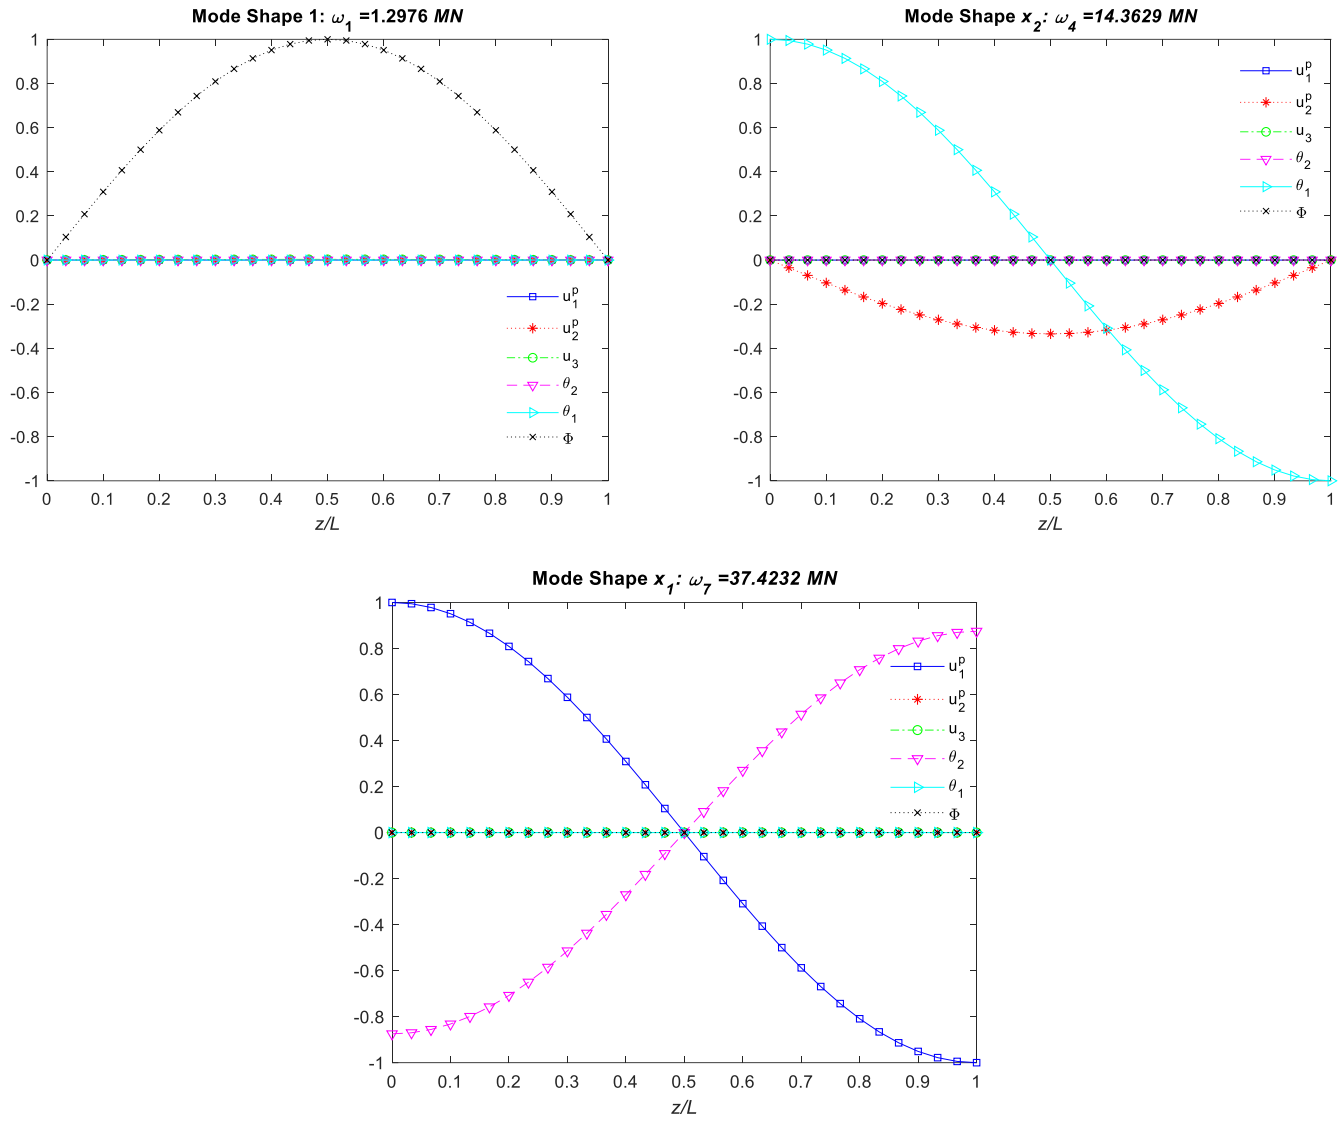 Mode Shape 1: ω1 =1.2976 MN
1
0.8
0.6
0.4
0.2
0
-0.2
-0.4
-0.6
-0.8
-1
0 0.1 0.2 0.3 0.4 0.5 0.6 0.7 0.8 0.9 1
z/L
u1p
u2p
u3
θ2
θ1
Φ
Mode Shape x2: ω4 =14.3629 MN
1
0.8
0.6
0.4
0.2
0
-0.2
-0.4
-0.6
-0.8
-1
0 0.1 0.2 0.3 0.4 0.5 0.6 0.7 0.8 0.9 1
z/L
u1p
u2p
u3
θ2
θ1
Φ
Mode Shape x1: ω7 =37.4232 MN
1
0.8
0.6
0.4
0.2
0
-0.2
-0.4
-0.6
-0.8
-1
0 0.1 0.2 0.3 0.4 0.5 0.6 0.7 0.8 0.9 1
z/L
u1p
u2p
u3
θ2
θ1
Φ